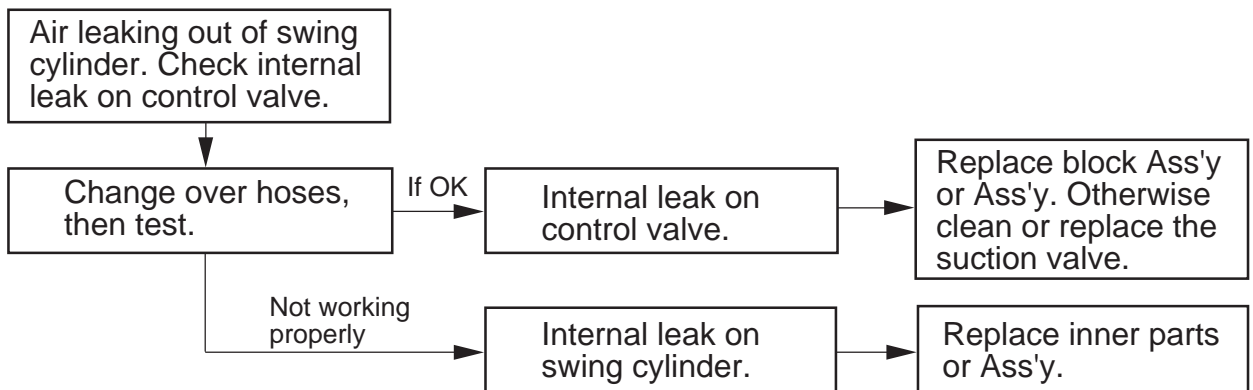 Air leaking out of swing
cylinder. Check internal
leak on control valve.
Change over hoses,
then test.
If OK
Internal leak on
control valve.
Replace block Ass'y
or Ass'y. Otherwise
clean or replace the
suction valve.
Not working
properly
Internal leak on
swing cylinder.
Replace inner parts
or Ass'y.